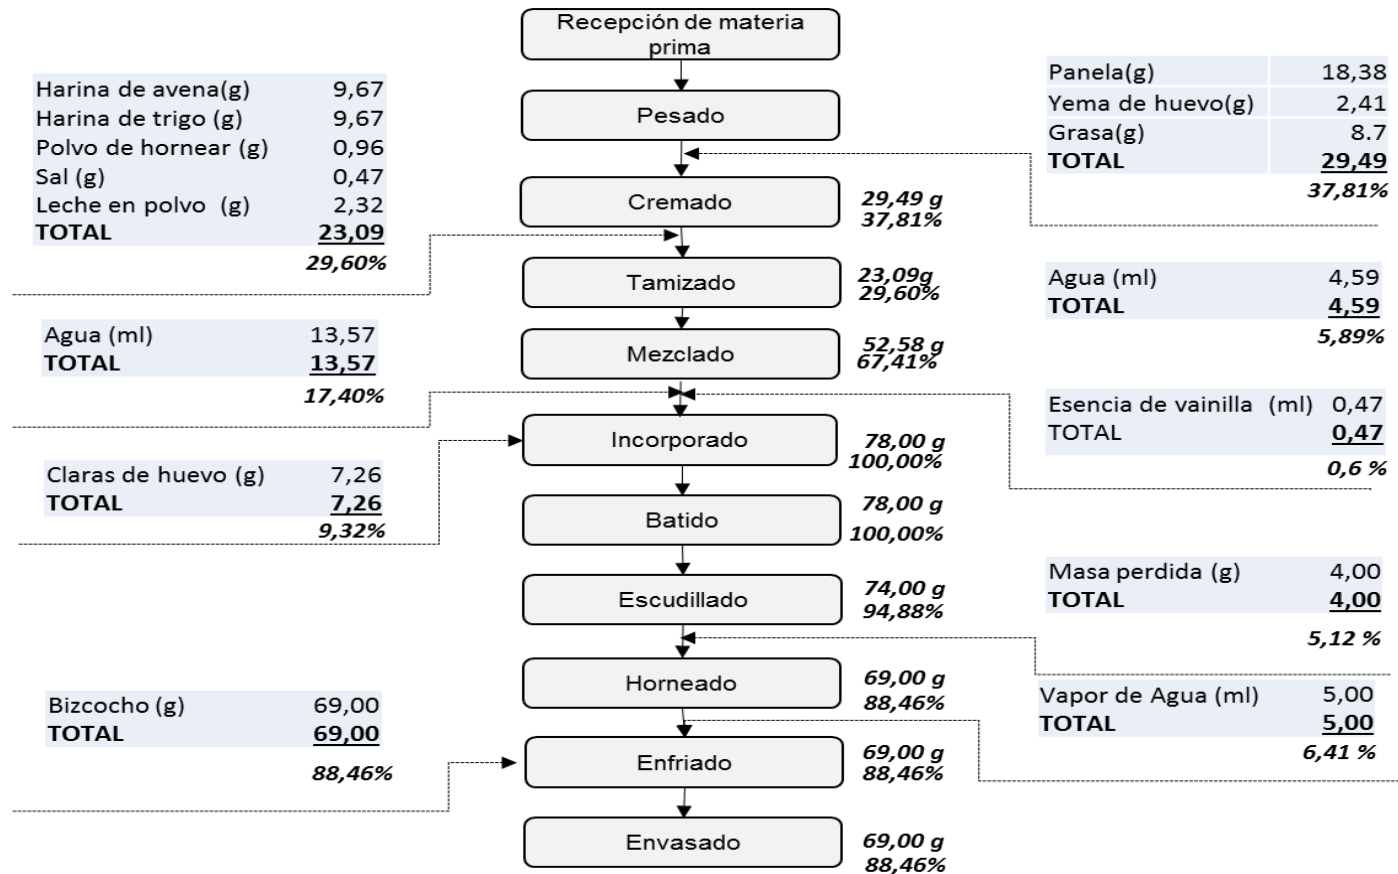 Recepción de materia
prima
Pesado
Cremado
29,49 g
37,81%
Tamizado
23,09g
29,60%
Mezclado
52,58 g
67,41%
Incorporado
78,00 g
100,00%
Batido
78,00 g
100,00%
Escudillado
74,00 g
94,88%
Horneado
69,00 g
88,46%
Enfriado
69,00 g
88,46%
Envasado
69,00 g
88,46%
Harina de avena(g) 9,67
Harina de trigo (g) 9,67
Polvo de hornear (g) 0,96
Sal (g) 0,47
Leche en polvo (g) 2,32
TOTAL 23,09
29,60%
Agua (ml) 13,57
TOTAL 13,57
17,40%
Claras de huevo (g) 7,26
TOTAL 7,26
9,32%
Bizcocho (g) 69,00
TOTAL 69,00
88,46%
Panela(g) 18,38
Yema de huevo(g) 2,41
Grasa(g) 8.7
TOTAL 29,49
37,81%
Agua (ml) 4,59
TOTAL 4,59
5,89%
Esencia de vainilla (ml) 0,47
TOTAL 0,47
0,6 %
Masa perdida (g) 4,00
TOTAL 4,00
5,12 %
Vapor de Agua (ml) 5,00
TOTAL 5,00
6,41 %